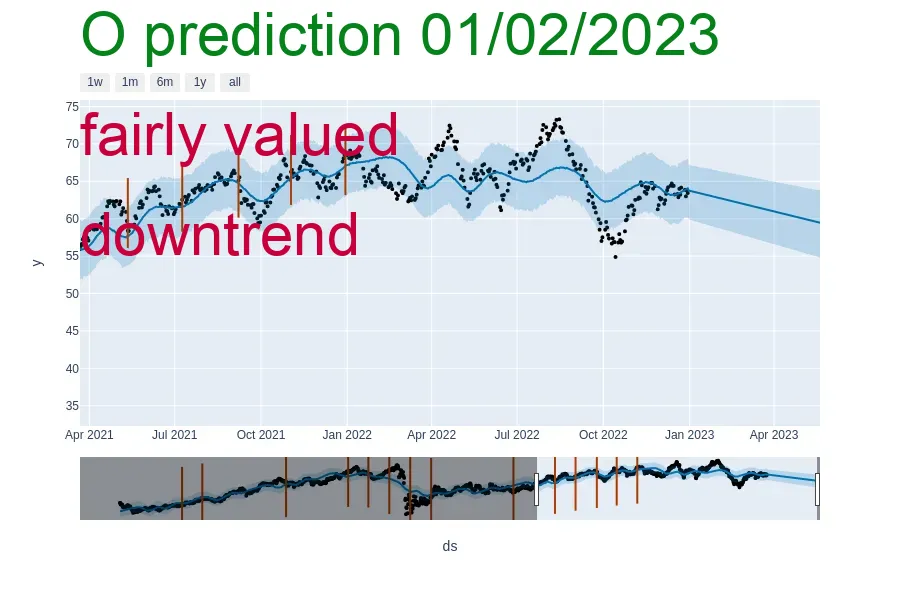 O prediction 01/02/2023
1w 1m 6m 1y all
fairly valued
downtrend
75
70
65
60
55
50
45
40
35
y
Apr 2021 Jul 2021 Oct 2021 Jan 2022 Apr 2022 Jul 2022 Oct 2022 Jan 2023 Apr 2023
ds